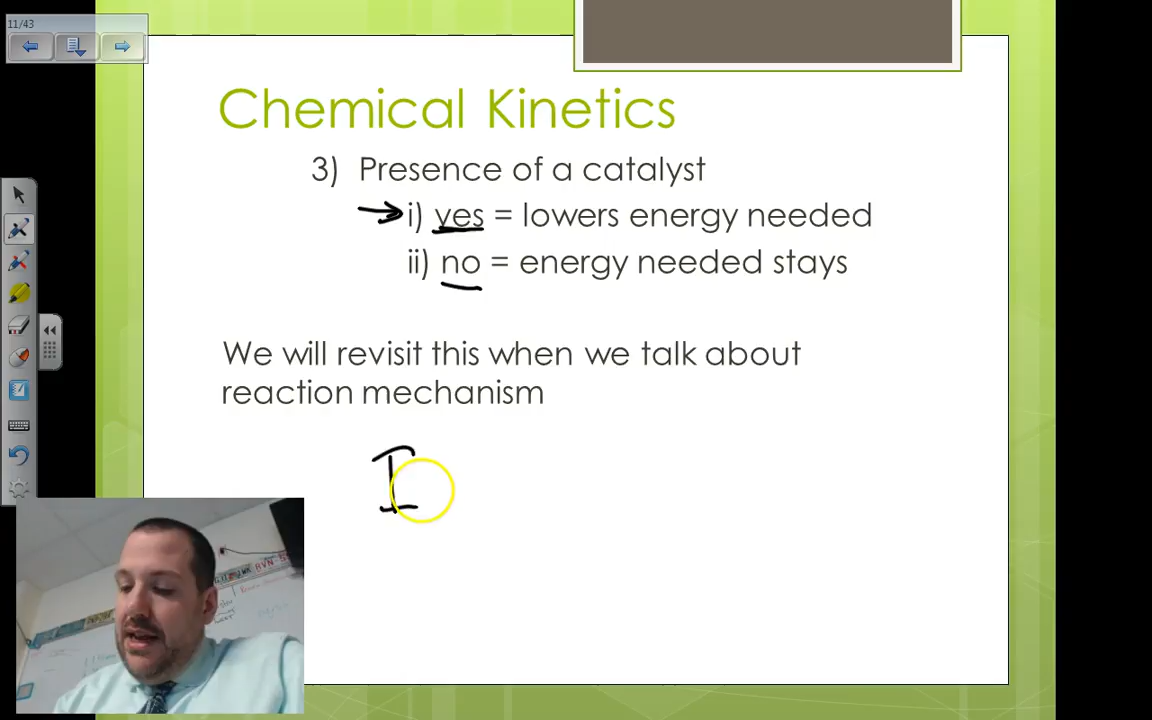 11/43
Chemical Kinetics
3) Presence of a catalyst
i) yes = lowers energy needed
ii) no = energy needed stays
We will revisit this when we talk about
reaction mechanism
I